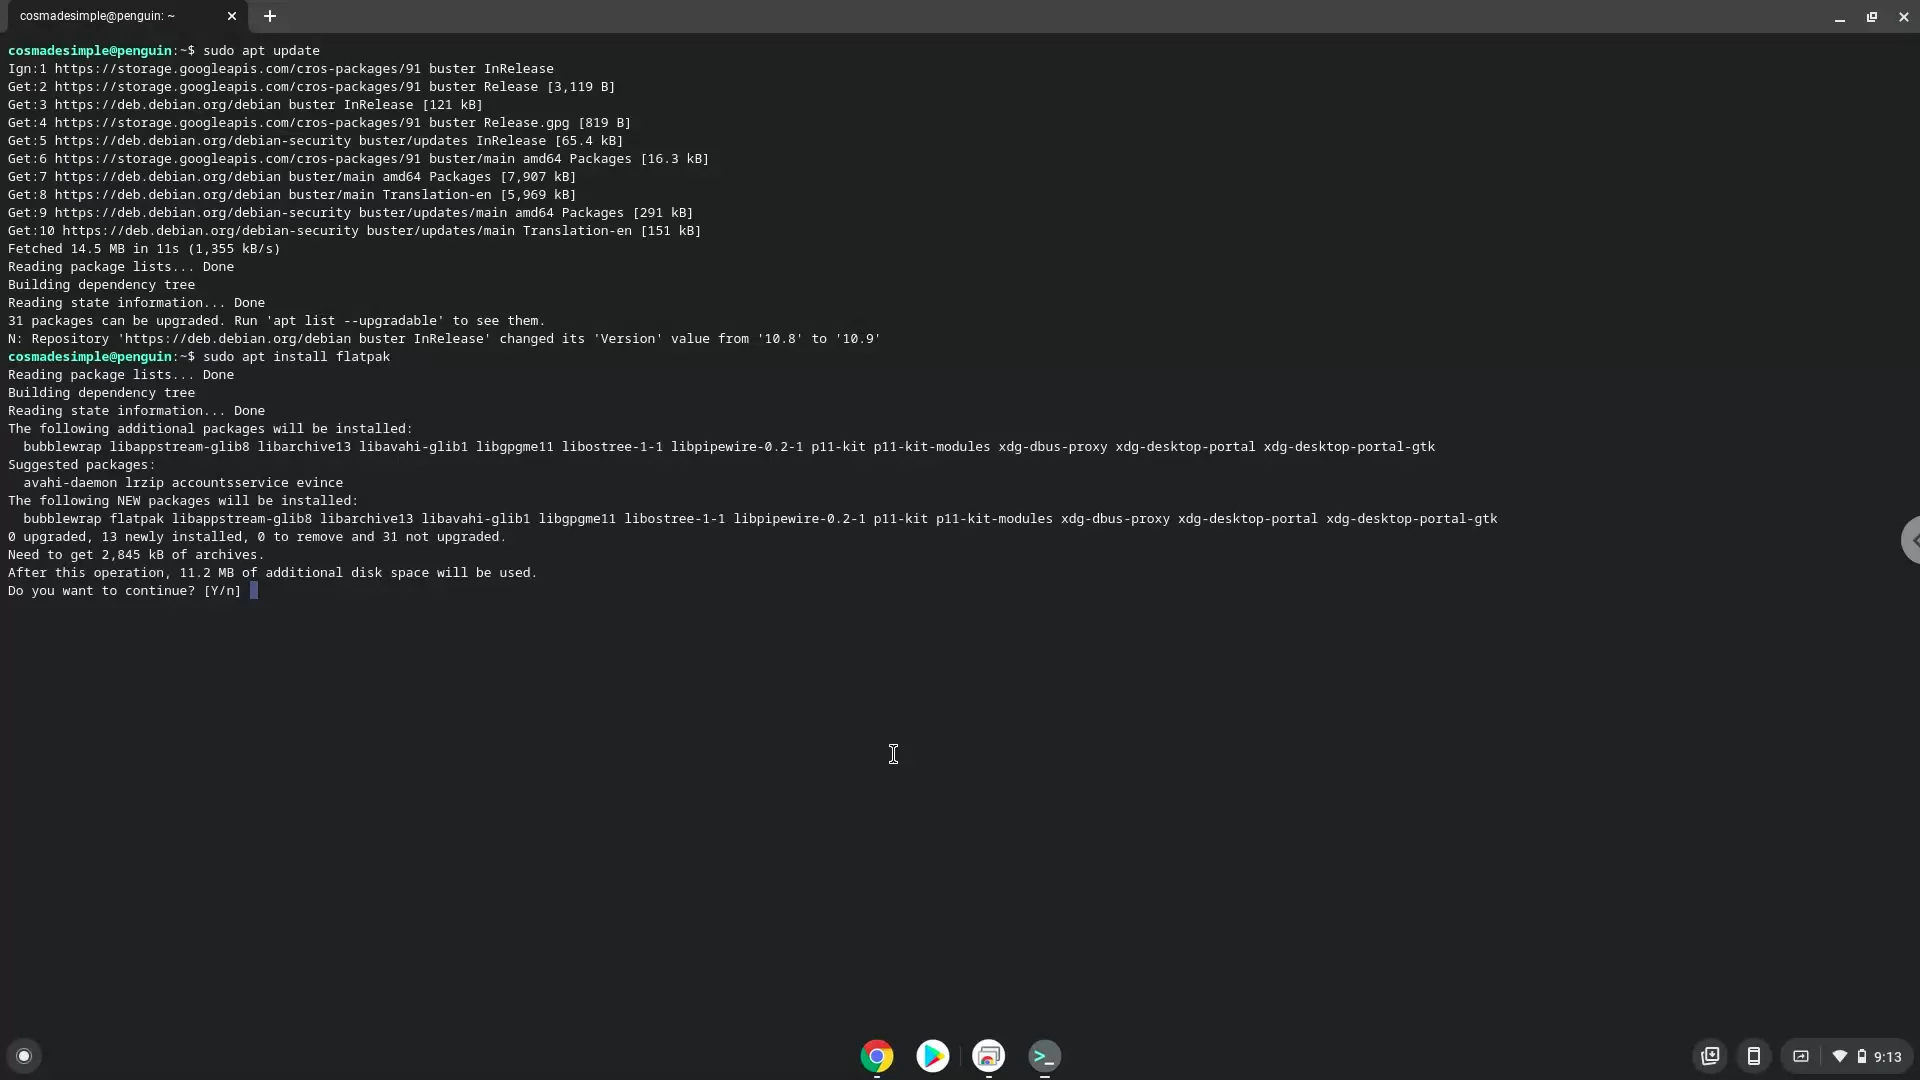 cosmadesimple@penguin: ~
cosmadesimple@penguin:~$ sudo apt update
Ign:1 https://storage.googleapis.com/cros-packages/91 buster InRelease
Get:2 https://storage.googleapis.com/cros-packages/91 buster Release [3,119 B]
Get:3 https://deb.debian.org/debian buster InRelease [121 kB]
Get:4 https://storage.googleapis.com/cros-packages/91 buster Release.gpg [819 B]
Get:5 https://deb.debian.org/debian-security buster/updates InRelease [65.4 kB]
Get:6 https://storage.googleapis.com/cros-packages/91 buster/main amd64 Packages [16.3 kB]
Get:7 https://deb.debian.org/debian buster/main amd64 Packages [7,907 kB]
Get:8 https://deb.debian.org/debian buster/main Translation-en [5,969 kB]
Get:9 https://deb.debian.org/debian-security buster/updates/main amd64 Packages [291 kB]
Get:10 https://deb.debian.org/debian-security buster/updates/main Translation-en [151 kB]
Fetched 14.5 MB in 11s (1,355 kB/s)
Reading package lists... Done
Building dependency tree
Reading state information... Done
31 packages can be upgraded. Run 'apt list --upgradable' to see them.
N: Repository 'https://deb.debian.org/debian buster InRelease' changed its 'Version' value from '10.8' to '10.9'
cosmadesimple@penguin:~$ sudo apt install flatpak
Reading package lists... Done
Building dependency tree
Reading state information... Done
The following additional packages will be installed:
  bubblewrap libappstream-glib8 libarchive13 libavahi-glib1 libgpgme11 libostree-1-1 libpipewire-0.2-1 p11-kit p11-kit-modules xdg-dbus-proxy xdg-desktop-portal xdg-desktop-portal-gtk
Suggested packages:
  avahi-daemon lrzip accountsservice evince
The following NEW packages will be installed:
  bubblewrap flatpak libappstream-glib8 libarchive13 libavahi-glib1 libgpgme11 libostree-1-1 libpipewire-0.2-1 p11-kit p11-kit-modules xdg-dbus-proxy xdg-desktop-portal xdg-desktop-portal-gtk
0 upgraded, 13 newly installed, 0 to remove and 31 not upgraded.
Need to get 2,845 kB of archives.
After this operation, 11.2 MB of additional disk space will be used.
Do you want to continue? [Y/n]
9:13